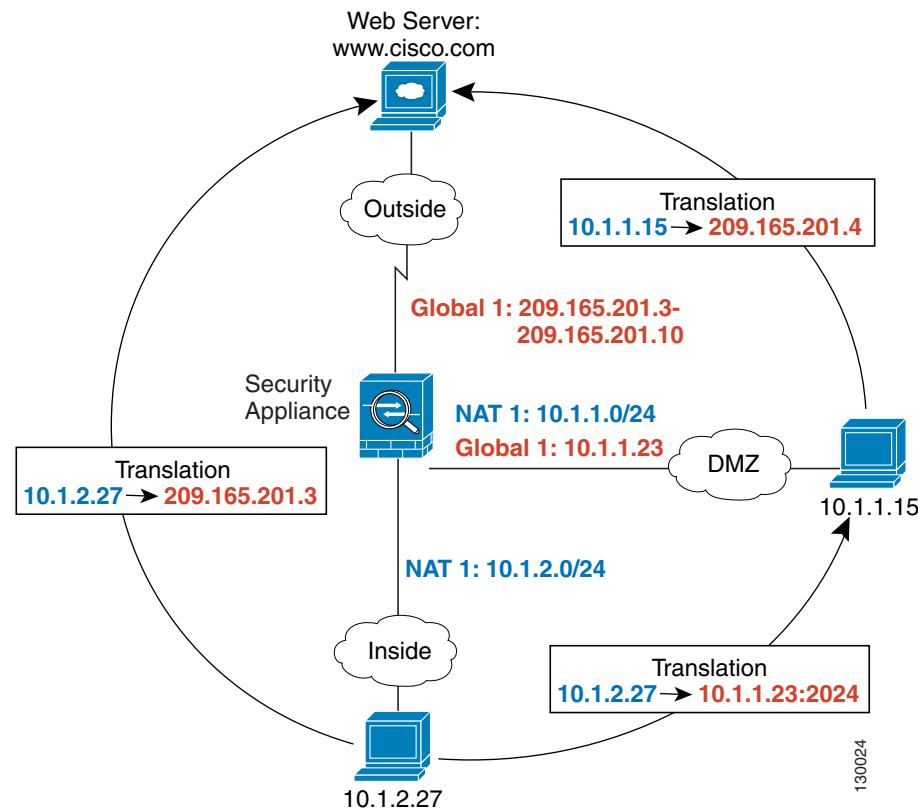 Web Server:
www.cisco.com
Outside
Translation
10.1.1.15 → 209.165.201.4
Global 1: 209.165.201.3-
209.165.201.10
Security
Appliance
NAT 1: 10.1.1.0/24
Global 1: 10.1.1.23
DMZ
10.1.1.15
Translation
10.1.2.27 → 209.165.201.3
NAT 1: 10.1.2.0/24
Inside
Translation
10.1.2.27 → 10.1.1.23:2024
10.1.2.27
130024